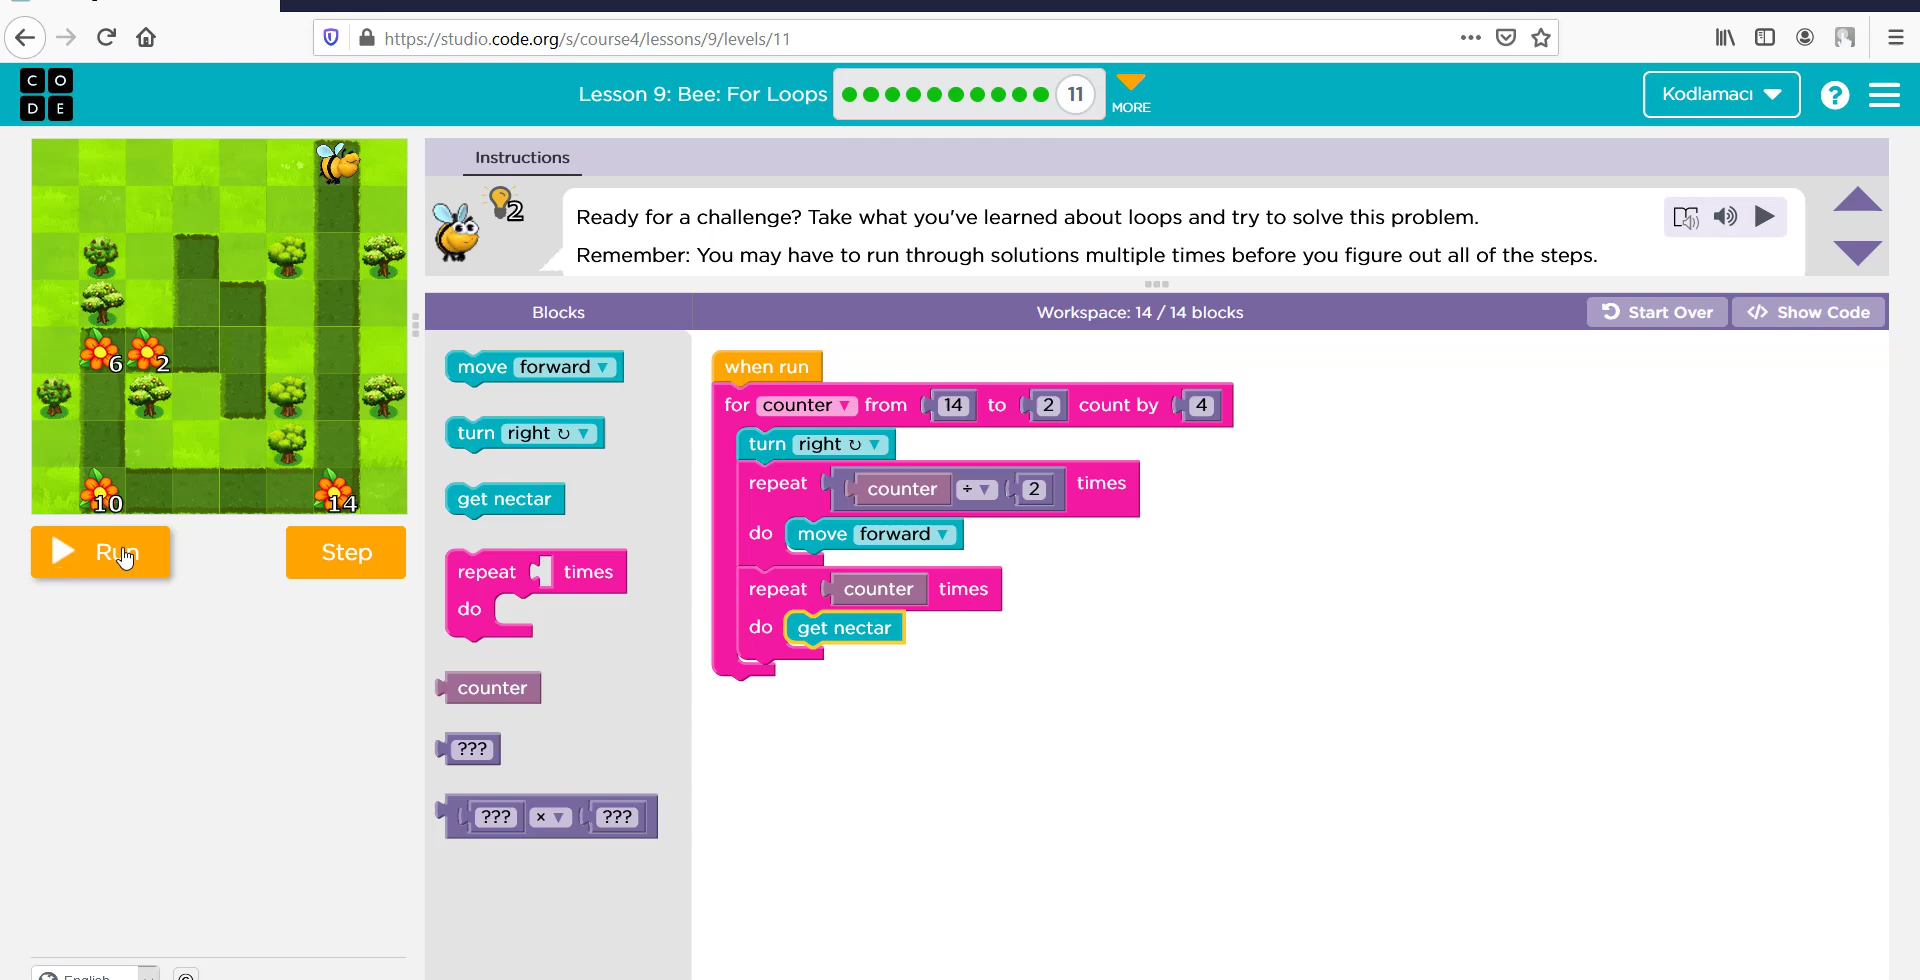 https://studio.code.org/s/course4/lessons/9/levels/11
C O
D E
Lesson 9: Bee: For Loops
11
MORE
Kodlamacı
?
Instructions
2
Ready for a challenge? Take what you've learned about loops and try to solve this problem.
Remember: You may have to run through solutions multiple times before you figure out all of the steps.
6
2
10
14
Run
Step
Blocks
Workspace: 14 / 14 blocks
Start Over
</> Show Code
move forward
turn right ↻
get nectar
repeat times
do
counter
???
??? × ???
when run
for counter from 14 to 2 count by 4
turn right ↻
repeat counter ÷ 2 times
do move forward
repeat counter times
do get nectar
English
©